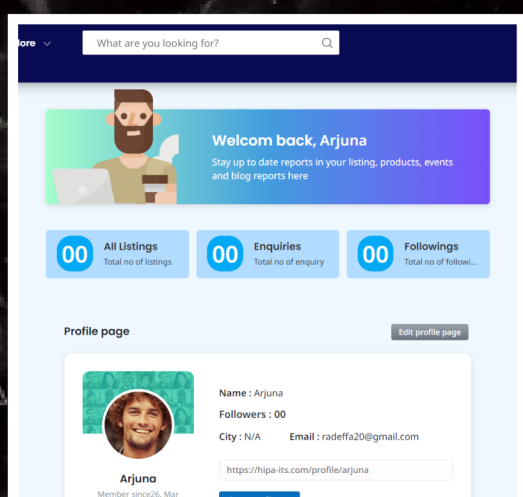 lore
What are you looking for?
Welcom back, Arjuna
Stay up to date reports in your listing, products, events
and blog reports here
00 All Listings
Total no of listings
00 Enquiries
Total no of enquiry
00 Followings
Total no of followi...
Profile page
Edit profile page
Name : Arjuna
Followers : 00
City : N/A Email : radeffa20@gmail.com
https://hipa-its.com/profile/arjuna
Arjuna
Member since26, Mar